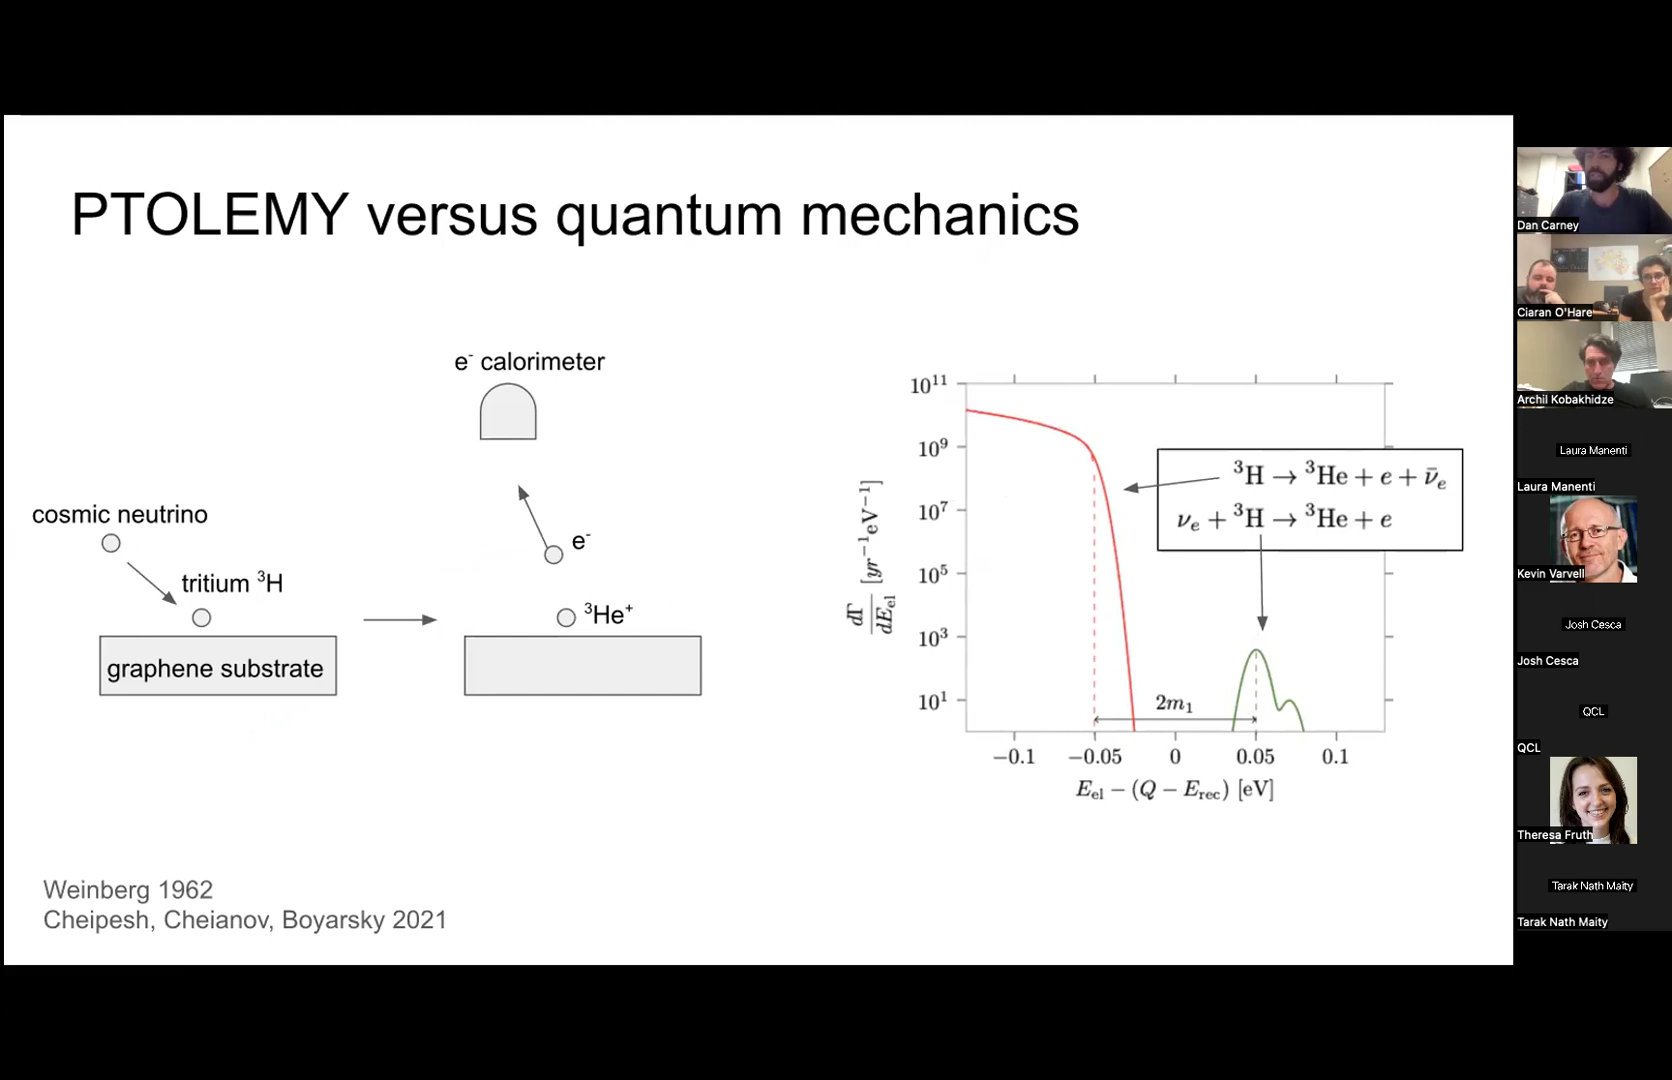 PTOLEMY versus quantum mechanics
e⁻ calorimeter
cosmic neutrino
tritium ³H
e⁻
³He⁺
graphene substrate
10¹¹
10⁹
10⁷
10⁵
10³
10¹
dΓ/dE_el [yr⁻¹eV⁻¹]
³H → ³He + e + ν̄ₑ
νₑ + ³H → ³He + e
2m₁
−0.1
−0.05
0
0.05
0.1
E_el − (Q − E_rec) [eV]
Weinberg 1962
Cheipesh, Cheianov, Boyarsky 2021
Dan Carney
Ciaran O'Hare
Archil Kobakhidze
Laura Manenti
Laura Manenti
Kevin Varvell
Josh Cesca
Josh Cesca
QCL
QCL
Theresa Fruth
Tarak Nath Maity
Tarak Nath Maity